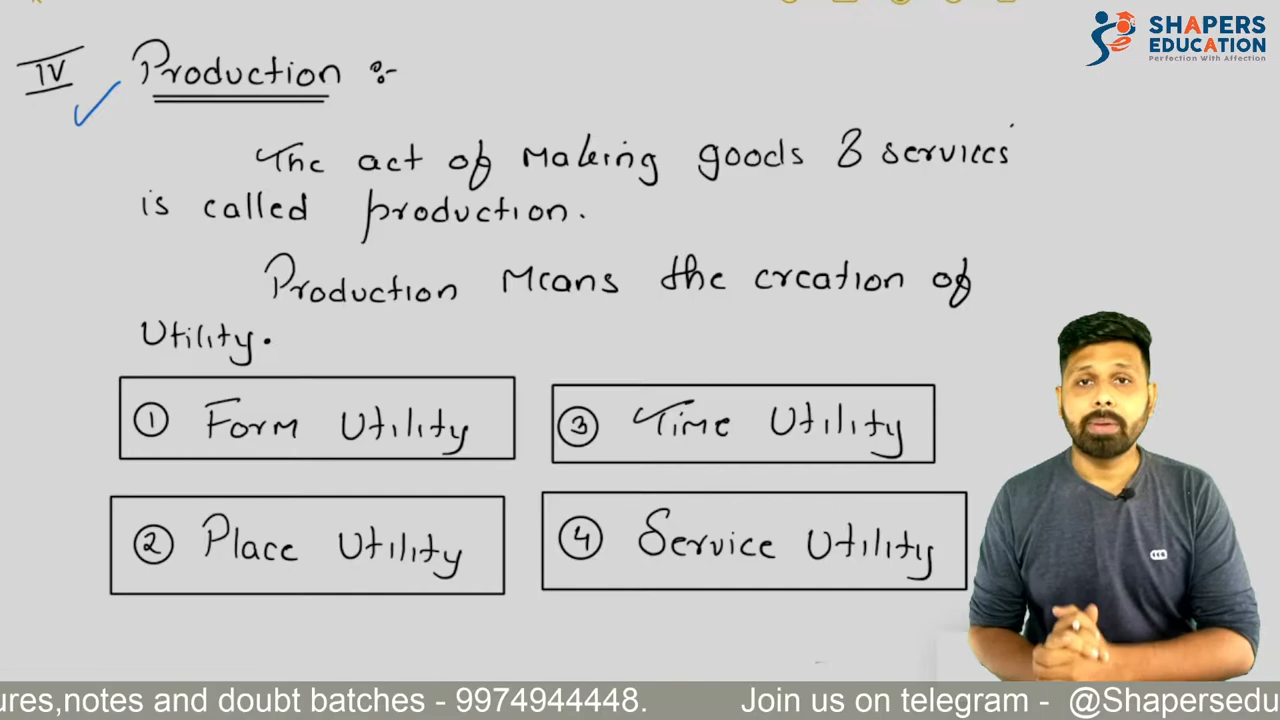 SHAPERS
EDUCATION
Perfection With Affection
IV Production :-
The act of Making goods & services
is called production.
Production Means the creation of
Utility.
① Form Utility
③ Time Utility
② Place Utility
④ Service Utility
ures,notes and doubt batches - 9974944448. Join us on telegram - @Shapersedu